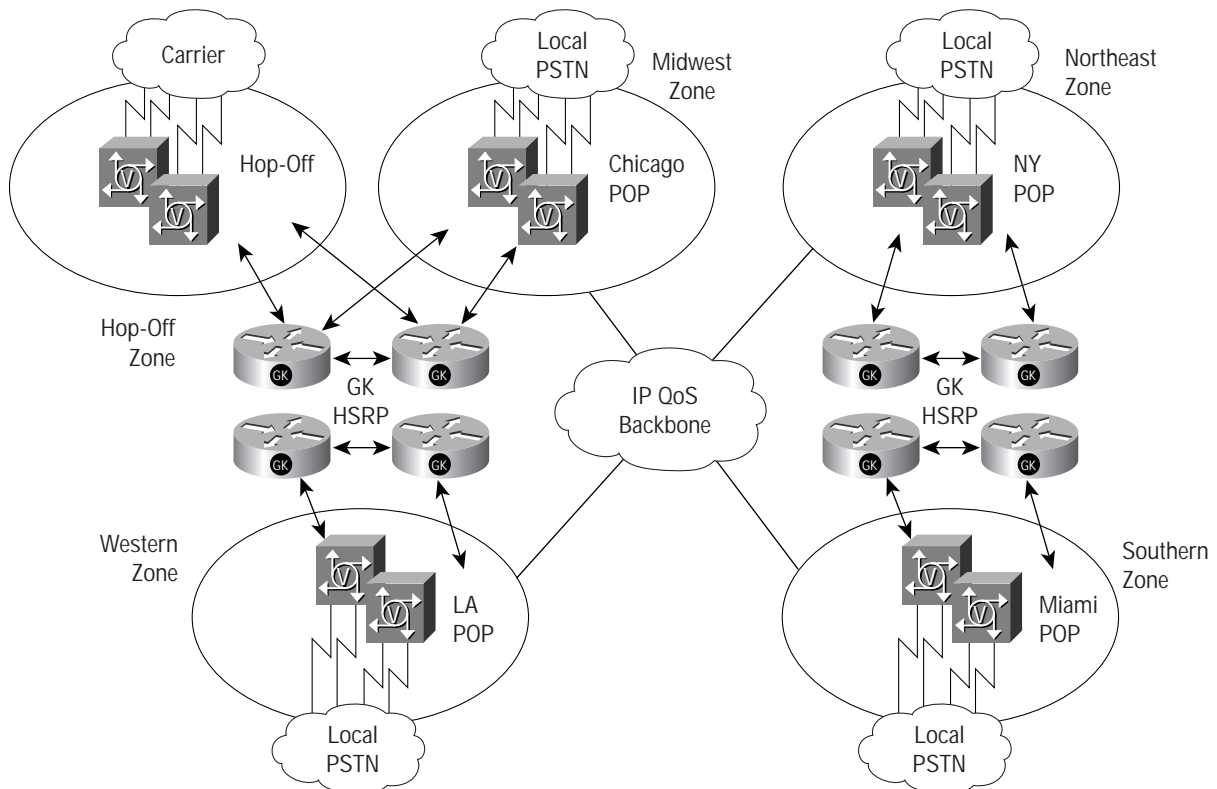 Carrier
Local
PSTN
Midwest
Zone
Local
PSTN
Northeast
Zone
V
V
Hop-Off
V
V
Chicago
POP
V
V
NY
POP
Hop-Off
Zone
GK
GK
GK
HSRP
GK
GK
IP QoS
Backbone
GK
GK
GK
HSRP
GK
GK
Western
Zone
V
V
LA
POP
Local
PSTN
V
V
Miami
POP
Southern
Zone
Local
PSTN